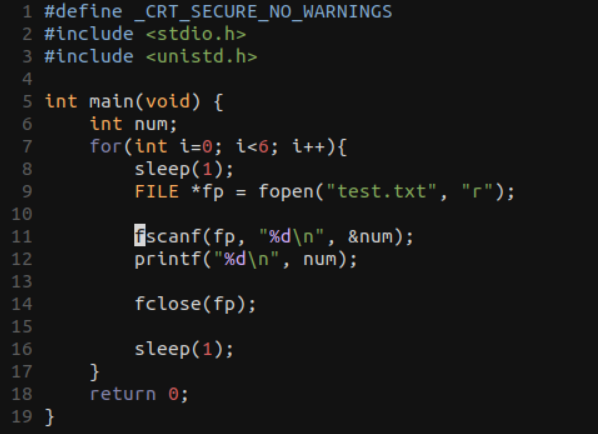 1 #define _CRT_SECURE_NO_WARNINGS
2 #include <stdio.h>
3 #include <unistd.h>
4
5 int main(void) {
6     int num;
7     for(int i=0; i<6; i++){
8         sleep(1);
9         FILE *fp = fopen("test.txt", "r");
10
11         fscanf(fp, "%d\n", &num);
12         printf("%d\n", num);
13
14         fclose(fp);
15
16         sleep(1);
17     }
18     return 0;
19 }